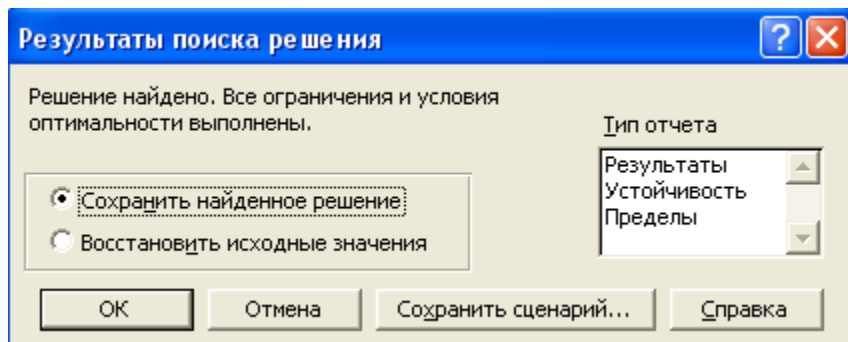 Результаты поиска решения
Решение найдено. Все ограничения и условия
оптимальности выполнены.
Тип отчета
Результаты
Устойчивость
Пределы
Сохранить найденное решение
Восстановить исходные значения
ОК
Отмена
Сохранить сценарий...
Справка